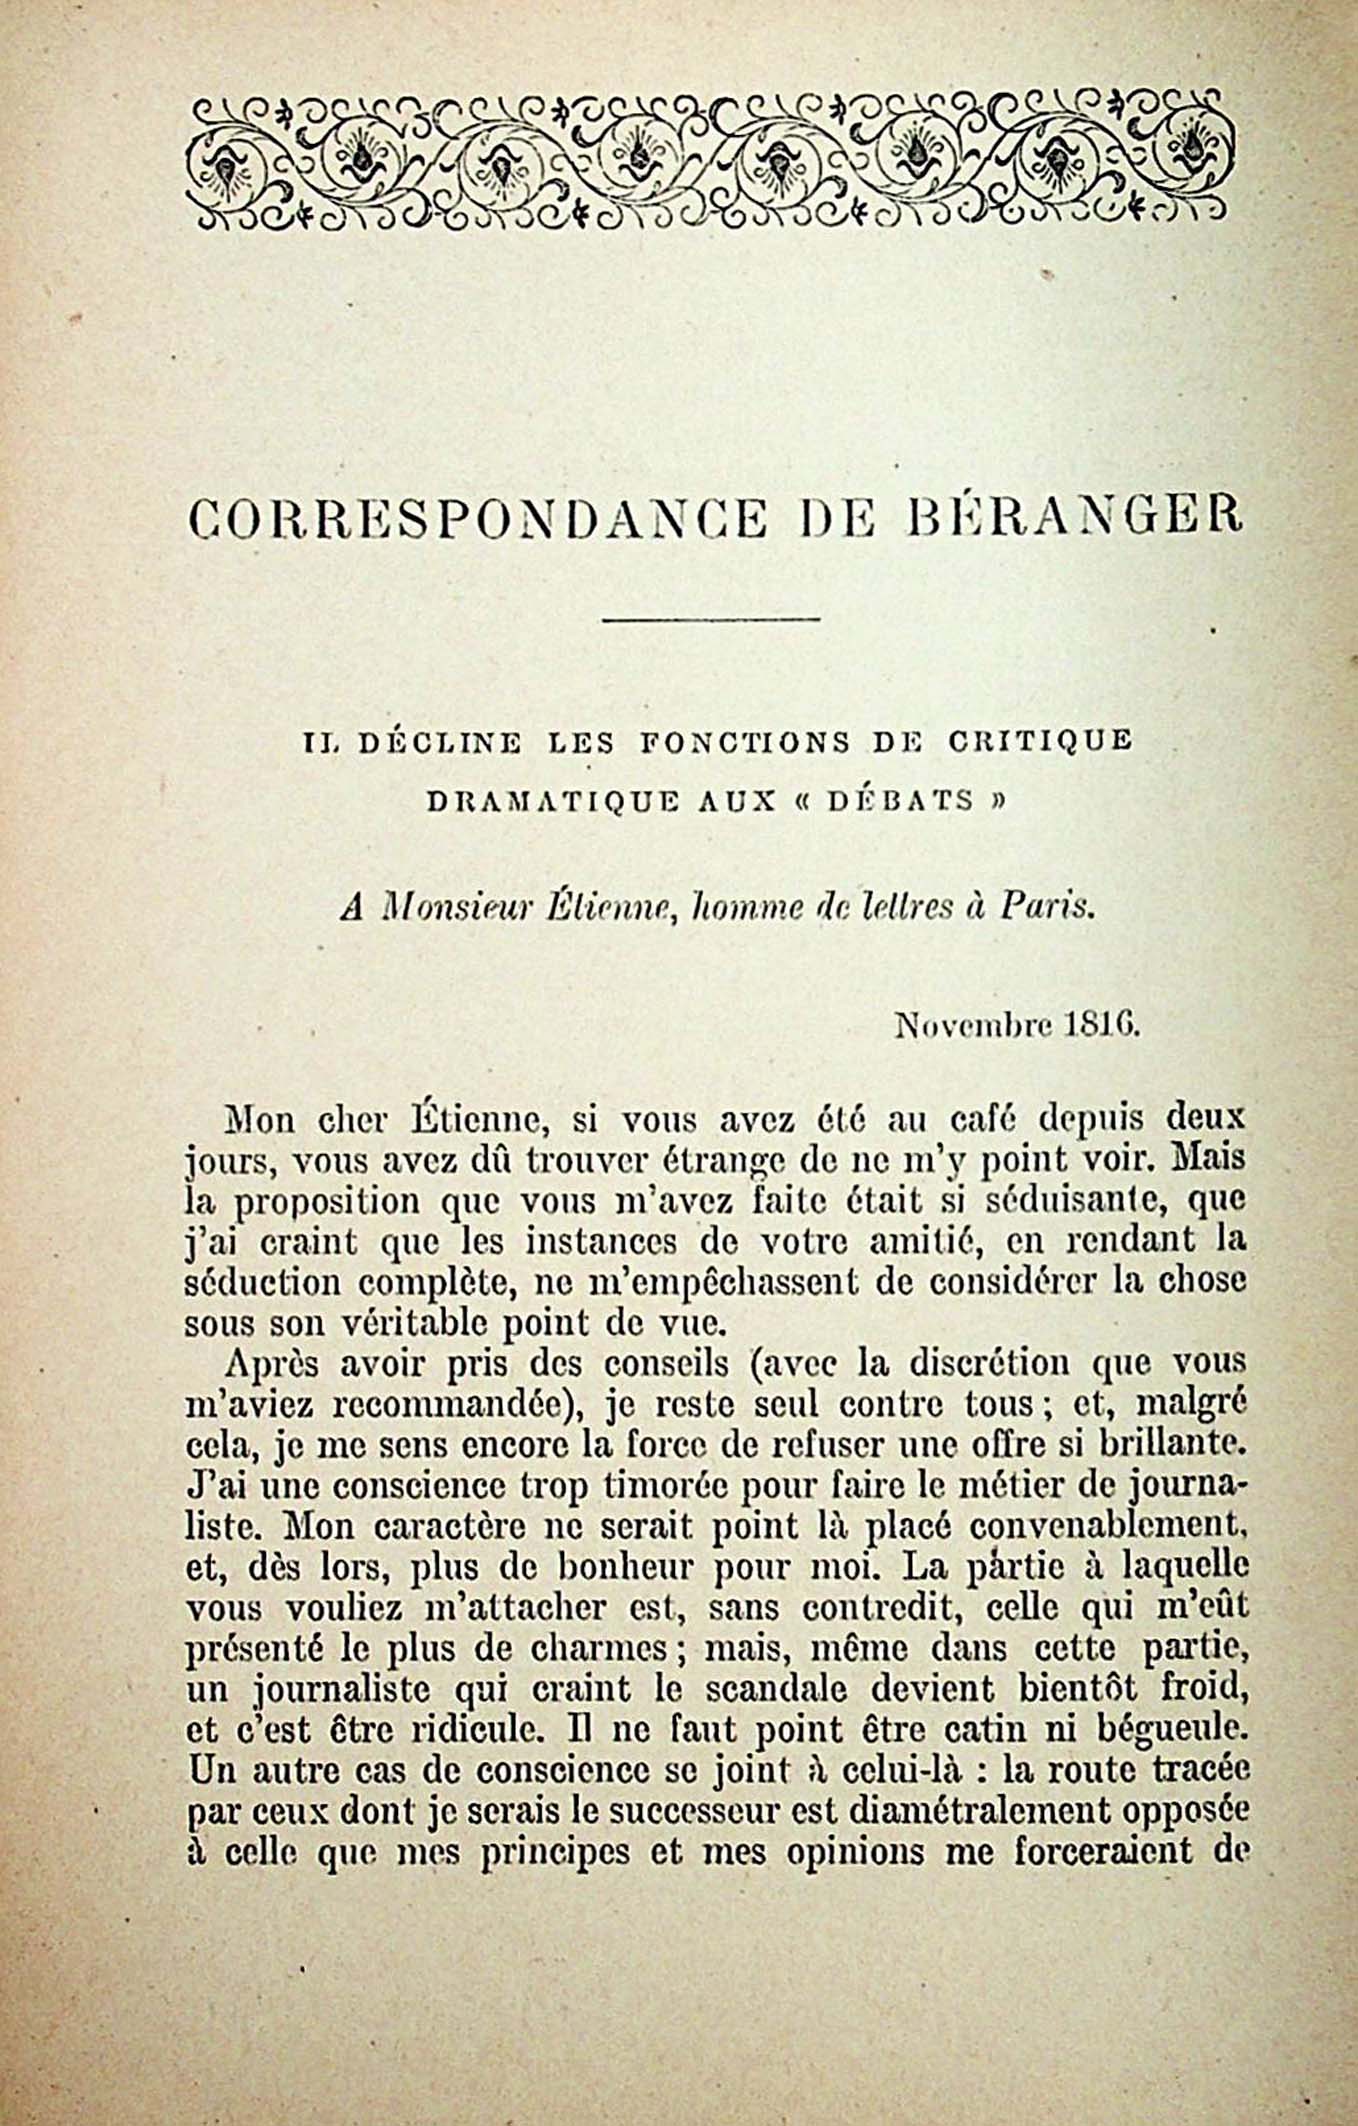 CORRESPONDANCE DE BÉRANGER
IL DÉCLINE LES FONCTIONS DE CRITIQUE
DRAMATIQUE AUX « DÉBATS »
A Monsieur Étienne, homme de lettres à Paris.
Novembre 1816.
Mon cher Étienne, si vous avez été au café depuis deux
jours, vous avez dû trouver étrange de ne m'y point voir. Mais
la proposition que vous m'avez faite était si séduisante, que
j'ai craint que les instances de votre amitié, en rendant la
séduction complète, ne m'empêchassent de considérer la chose
sous son véritable point de vue.
Après avoir pris des conseils (avec la discrétion que vous
m'aviez recommandée), je reste seul contre tous ; et, malgré
cela, je me sens encore la force de refuser une offre si brillante.
J'ai une conscience trop timorée pour faire le métier de journa-
liste. Mon caractère ne serait point là placé convenablement,
et, dès lors, plus de bonheur pour moi. La partie à laquelle
vous vouliez m'attacher est, sans contredit, celle qui m'eût
présenté le plus de charmes ; mais, même dans cette partie,
un journaliste qui craint le scandale devient bientôt froid,
et c'est être ridicule. Il ne faut point être catin ni bégueule.
Un autre cas de conscience se joint à celui-là : la route tracée
par ceux dont je serais le successeur est diamétralement opposée
à celle que mes principes et mes opinions me forceraient de